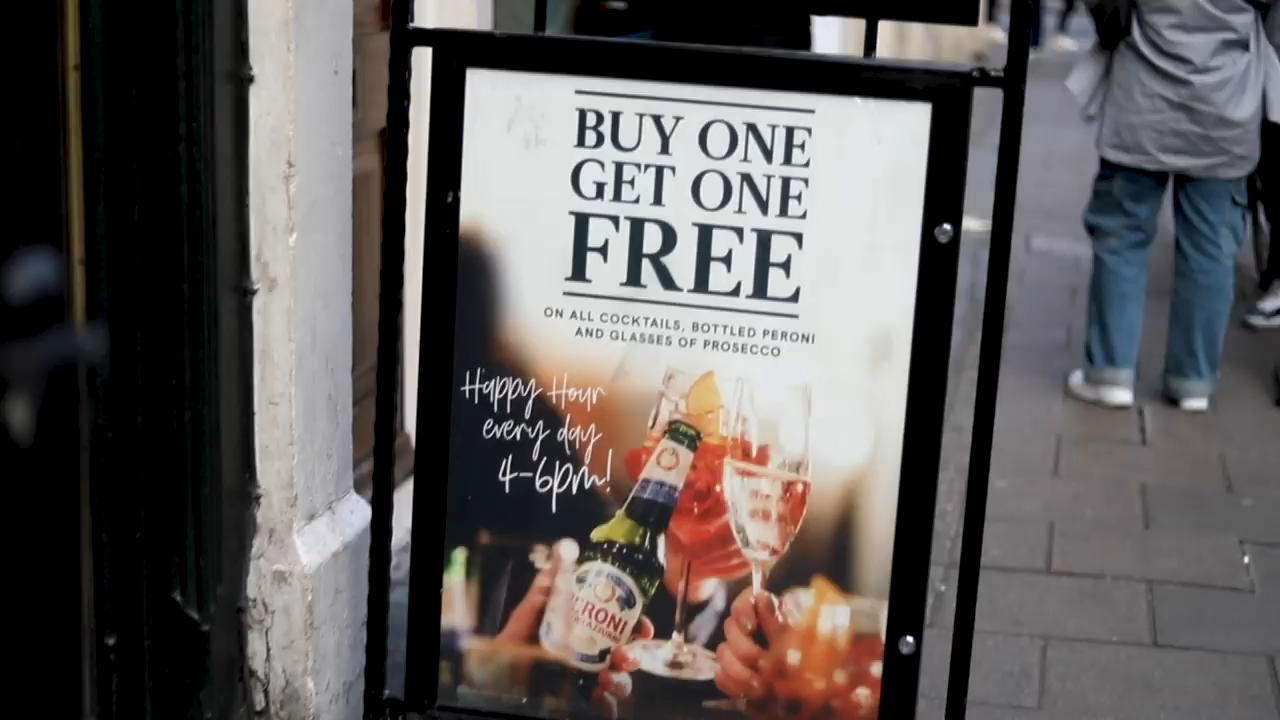 BUY ONE
GET ONE
FREE
ON ALL COCKTAILS, BOTTLED PERONI
AND GLASSES OF PROSECCO
Happy Hour
every day
4-6pm!
PERONI